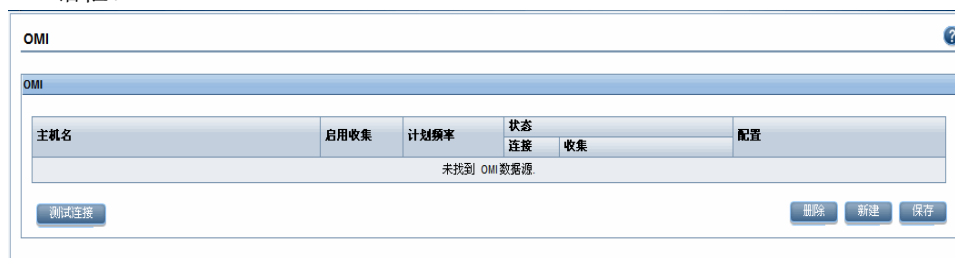 OMI
?
OMI
主机名 启用收集 计划频率 状态 配置
连接 收集
未找到 OMI 数据源.
测试连接 删除 新建 保存